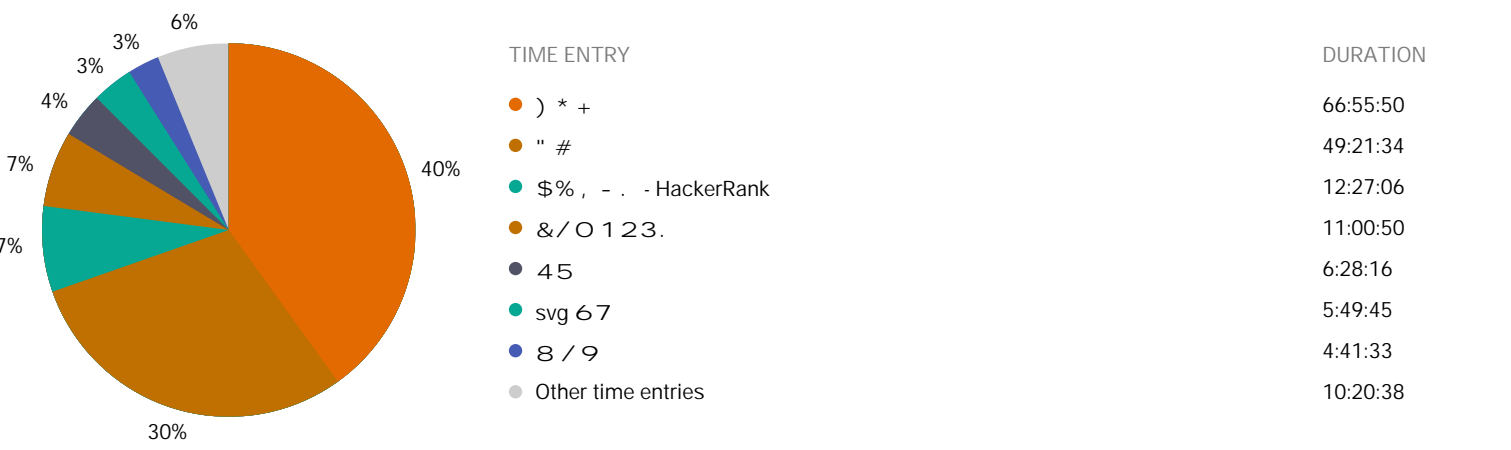 6%
3%
3%
4%
7%
7%
40%
30%
TIME ENTRY DURATION
) * + 66:55:50
" # 49:21:34
$%, - . - HackerRank 12:27:06
&/0123. 11:00:50
45 6:28:16
svg 67 5:49:45
8/9 4:41:33
Other time entries 10:20:38